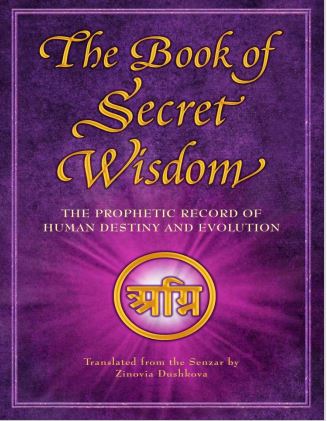 The Book of
Secret
Wisdom
THE PROPHETIC RECORD OF
HUMAN DESTINY AND EVOLUTION
अग्नि
Translated from the Senzar by
Zinovia Dushkova